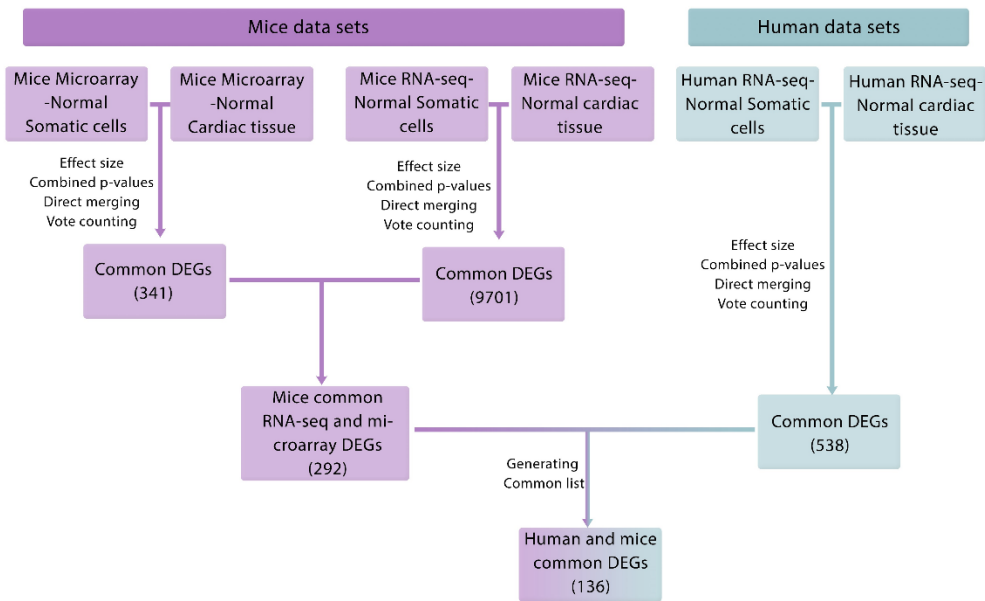 Mice data sets
Human data sets
Mice Microarray
-Normal
Somatic cells
Mice Microarray
-Normal
Cardiac tissue
Mice RNA-seq-
Normal Somatic
cells
Mice RNA-seq-
Normal cardiac
tissue
Human RNA-seq-
Normal Somatic
cells
Human RNA-seq-
Normal cardiac
tissue
Effect size
Combined p-values
Direct merging
Vote counting
Effect size
Combined p-values
Direct merging
Vote counting
Effect size
Combined p-values
Direct merging
Vote counting
Common DEGs
(341)
Common DEGs
(9701)
Mice common
RNA-seq and mi-
croarray DEGs
(292)
Common DEGs
(538)
Generating
Common list
Human and mice
common DEGs
(136)